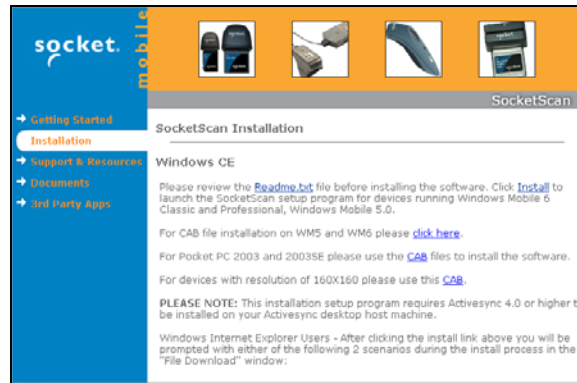 socket.
mobile
SocketScan
Getting Started
Installation
Support & Resources
Documents
3rd Party Apps
SocketScan Installation
Windows CE
Please review the Readme.txt file before installing the software. Click Install to
launch the SocketScan setup program for devices running Windows Mobile 6
Classic and Professional, Windows Mobile 5.0.
For CAB file installation on WM5 and WM6 please click here.
For Pocket PC 2003 and 2003SE please use the CAB files to install the software.
For devices with resolution of 160X160 please use this CAB.
PLEASE NOTE: This installation setup program requires Activesync 4.0 or higher t
be installed on your Activesync desktop host machine.
Windows Internet Explorer Users - After clicking the install link above you will be
prompted with either of the following 2 scenarios during the install process in the
"File Download" window: